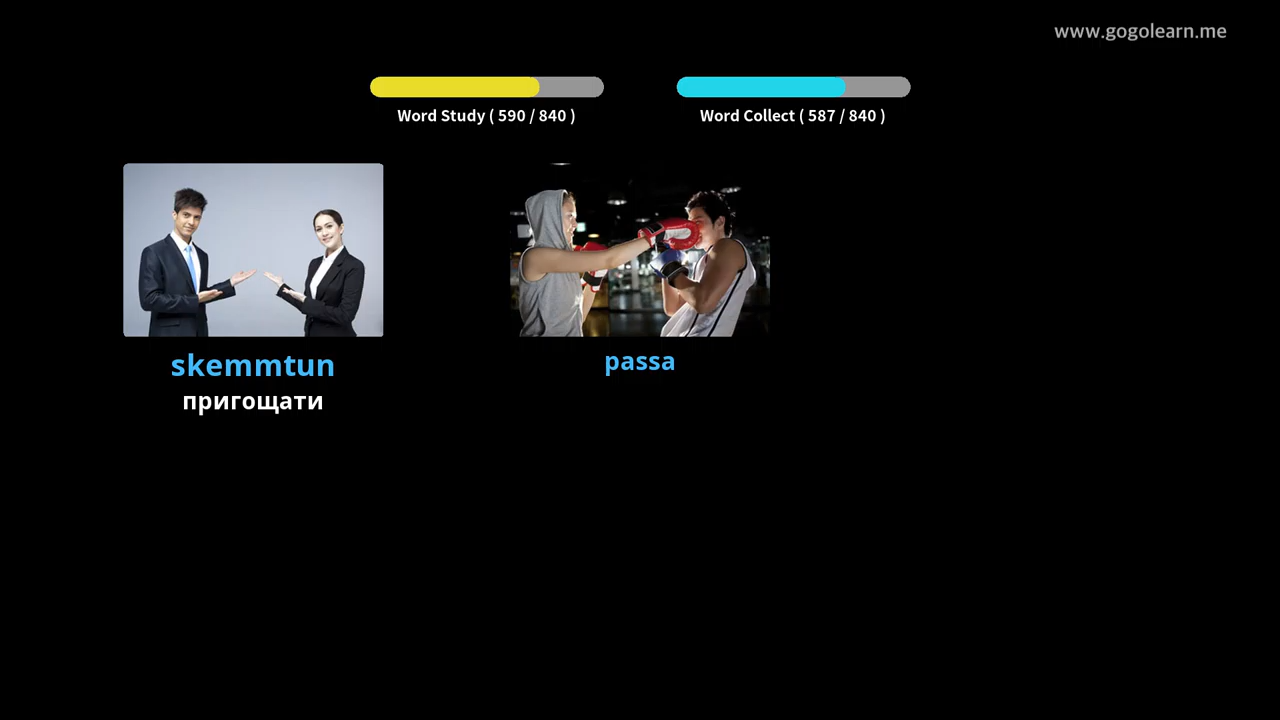 www.gogolearn.me
Word Study ( 590 / 840 )
Word Collect ( 587 / 840 )
skemmtun
пригощати
passa